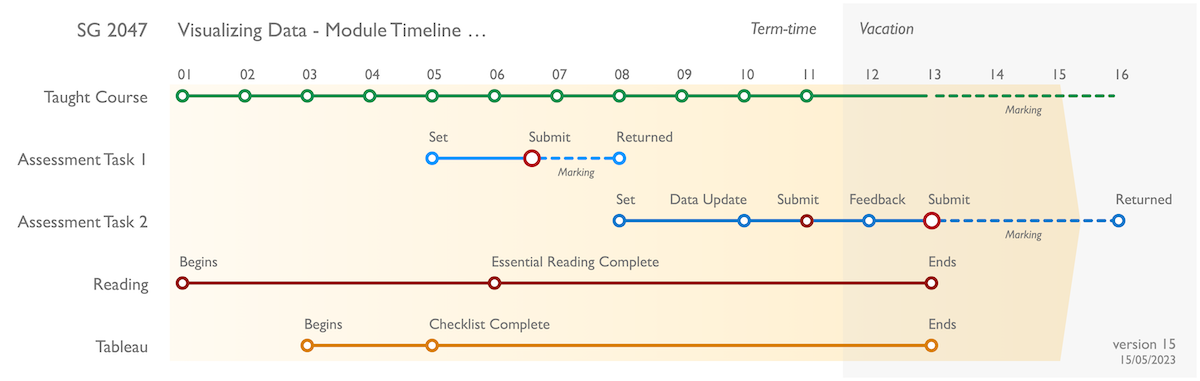 SG 2047 Visualizing Data - Module Timeline ... Term-time Vacation
01 02 03 04 05 06 07 08 09 10 11 12 13 14 15 16
Taught Course
Marking
Set Submit Returned
Assessment Task 1
Marking
Set Data Update Submit Feedback Submit Returned
Assessment Task 2
Marking
Begins Essential Reading Complete Ends
Reading
Begins Checklist Complete Ends
Tableau
version 15
15/05/2023